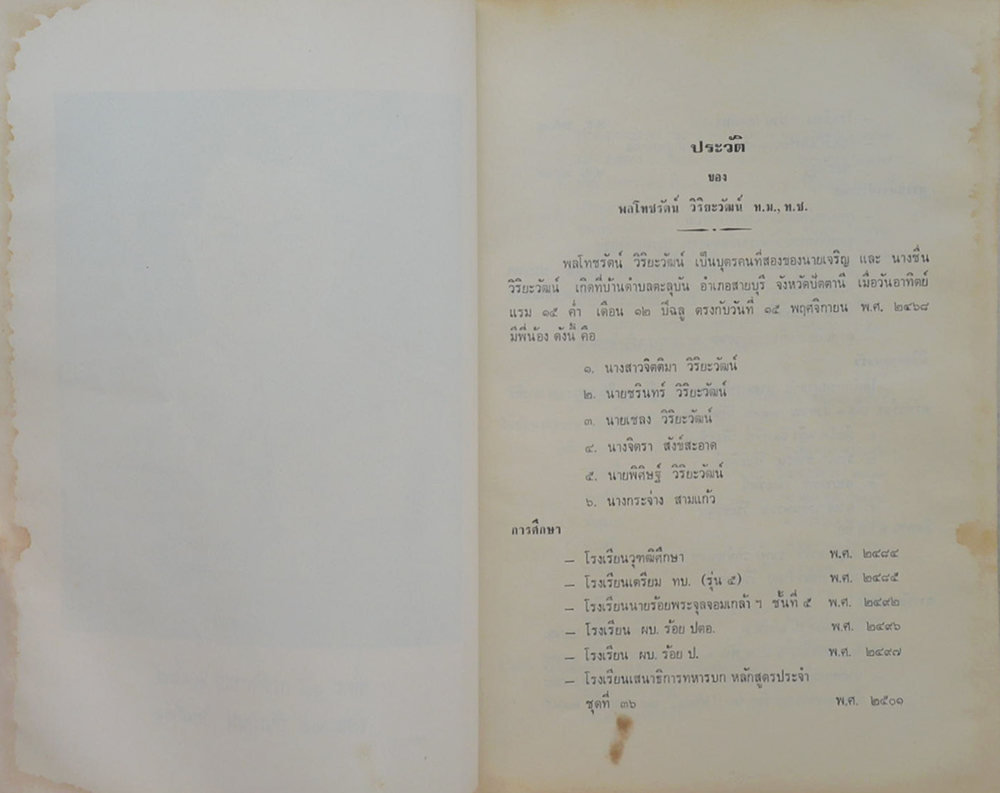 ประวัติ
ของ
พลโทชรัตน์ วิริยะวัฒน์ ท.ม., ท.ช.
พลโทชรัตน์ วิริยะวัฒน์ เป็นบุตรคนที่สองของนายเจริญ และ นางชื่น
วิริยะวัฒน์ เกิดที่บ้านตำบลตะลุบัน อำเภอสายบุรี จังหวัดปัตตานี เมื่อวันอาทิตย์
แรม ๑๕ ค่ำ เดือน ๑๒ ปีฉลู ตรงกับวันที่ ๑๕ พฤศจิกายน พ.ศ. ๒๔๖๘
มีพี่น้อง ดังนี้ คือ
๑. นางสาวจิตติมา วิริยะวัฒน์
๒. นายชรินทร์ วิริยะวัฒน์
๓. นายเชลง วิริยะวัฒน์
๔. นางจิตรา สังข์สะอาด
๕. นายพิศิษฐ์ วิริยะวัฒน์
๖. นางกระจ่าง สามแก้ว
การศึกษา
– โรงเรียนวุฑฒิศึกษา พ.ศ. ๒๔๘๔
– โรงเรียนเตรียม ทบ. (รุ่น ๕) พ.ศ. ๒๔๘๕
– โรงเรียนนายร้อยพระจุลจอมเกล้า ฯ ชั้นที่ ๕ พ.ศ. ๒๔๙๒
– โรงเรียน ผบ. ร้อย ปตอ. พ.ศ. ๒๔๙๖
– โรงเรียน ผบ. ร้อย ป. พ.ศ. ๒๔๙๗
– โรงเรียนเสนาธิการทหารบก หลักสูตรประจำ
ชุดที่ ๓๖ พ.ศ. ๒๕๐๑